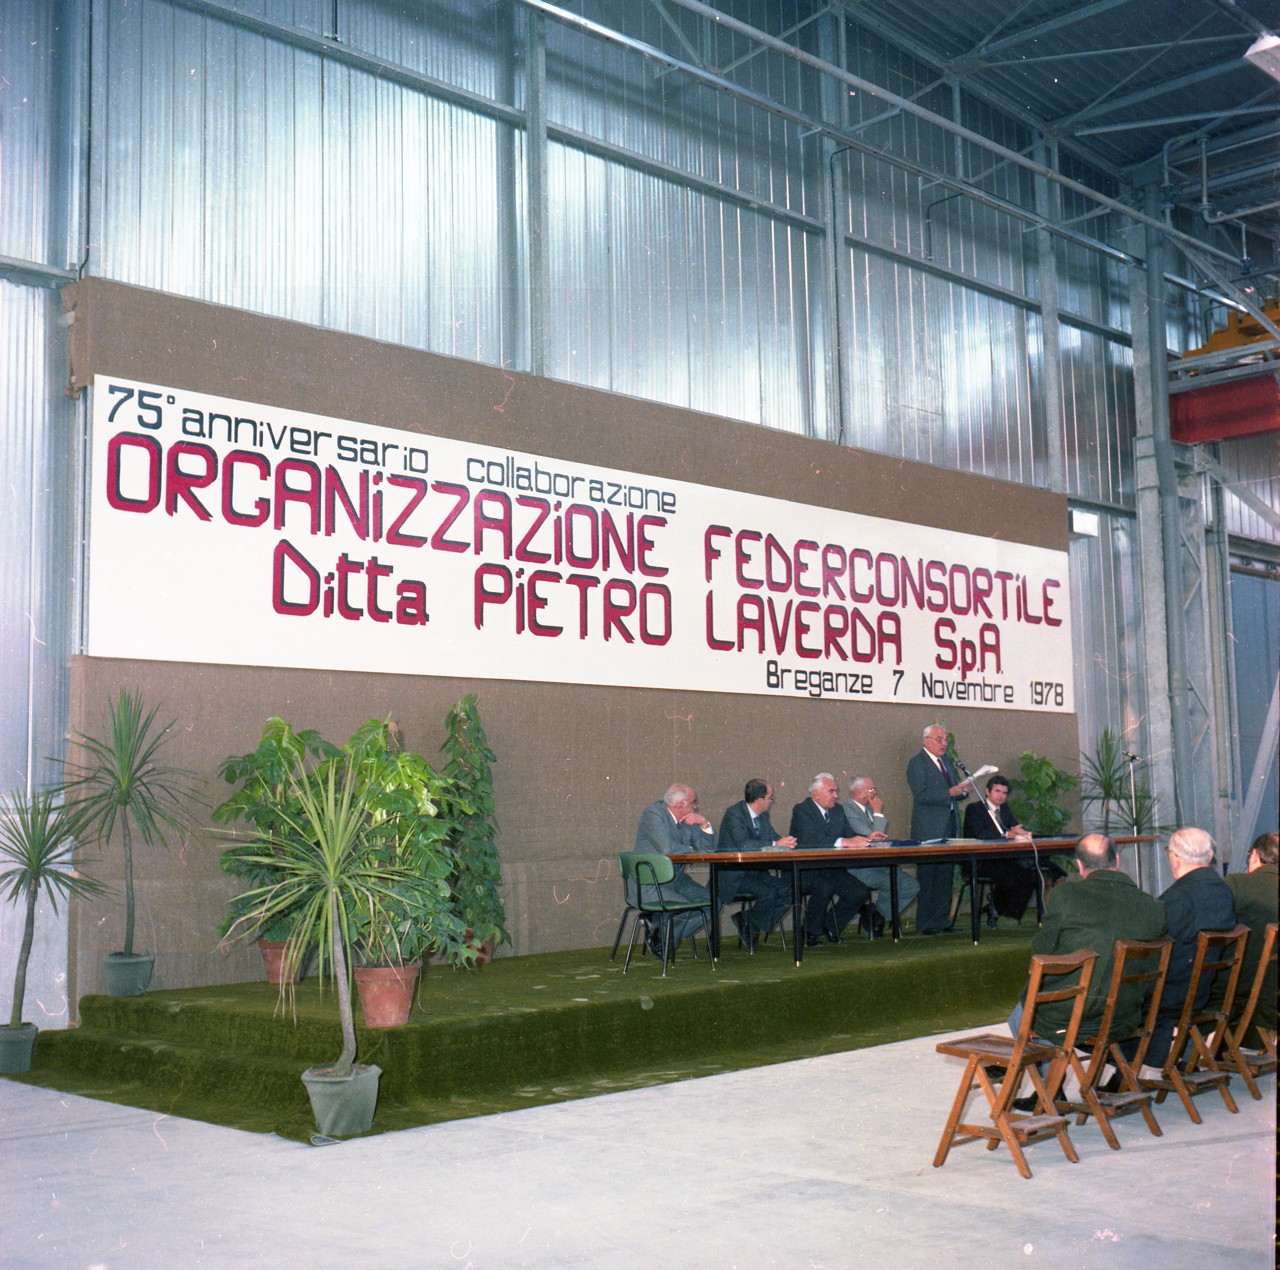 75° anniversario collaborazione
ORGANiZZAZiONE FEDERCONSORTiLE
Ditta PiETRO LAVERDA S.p.A.
Breganze 7 Novembre 1978